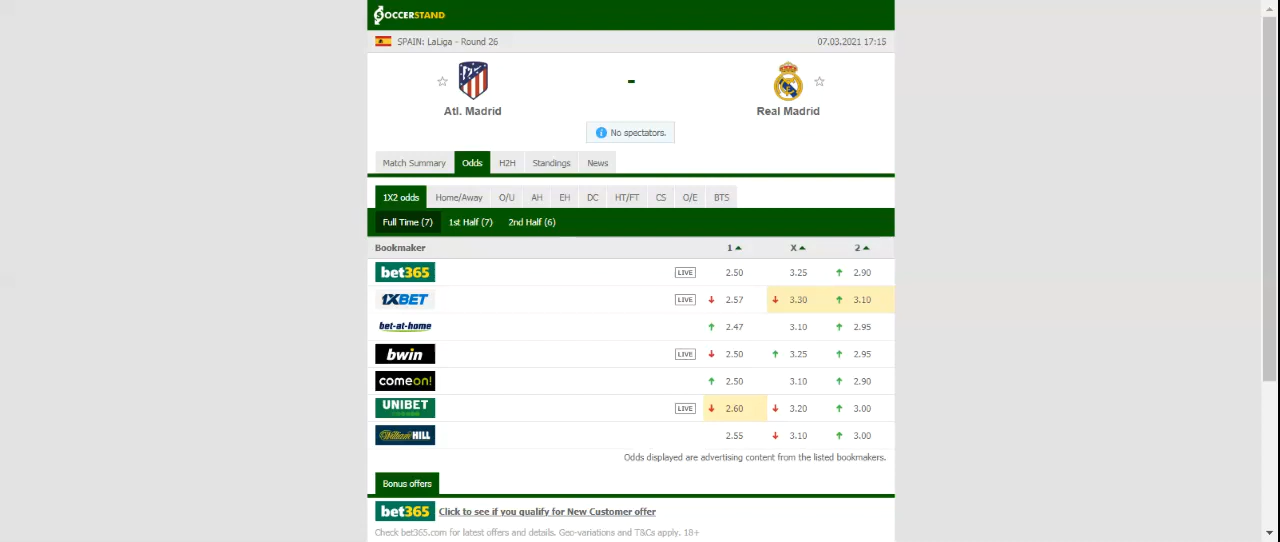 SOCCERSTAND
SPAIN: LaLiga - Round 26 07.03.2021 17:15
-
Atl. Madrid Real Madrid
i No spectators.
Match Summary Odds H2H Standings News
1X2 odds Home/Away O/U AH EH DC HT/FT CS O/E BTS
Full Time (7) 1st Half (7) 2nd Half (6)
Bookmaker 1 X 2
bet365 LIVE 2.50 3.25 2.90
1XBET LIVE 2.57 3.30 3.10
bet-at-home 2.47 3.10 2.95
bwin LIVE 2.50 3.25 2.95
comeon! 2.50 3.10 2.90
UNIBET LIVE 2.60 3.20 3.00
William HILL 2.55 3.10 3.00
Odds displayed are advertising content from the listed bookmakers.
Bonus offers
bet365 Click to see if you qualify for New Customer offer
Check bet365.com for latest offers and details. Geo-variations and T&Cs apply. 18+